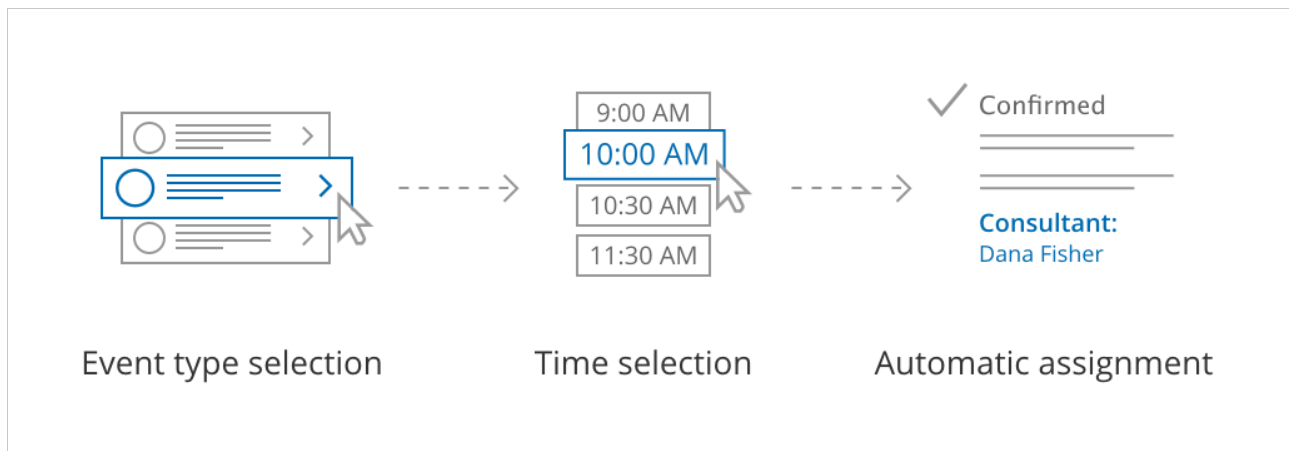 9:00 AM
10:00 AM
10:30 AM
11:30 AM
Confirmed
Consultant:
Dana Fisher
Event type selection
Time selection
Automatic assignment